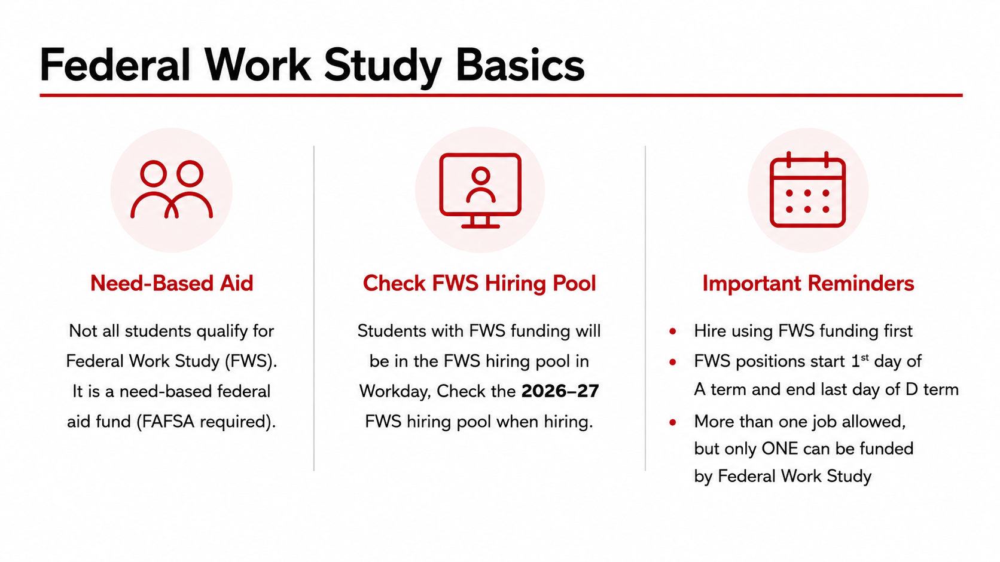 Federal Work Study Basics
Need-Based Aid
Not all students qualify for
Federal Work Study (FWS).
It is a need-based federal
aid fund (FAFSA required).
Check FWS Hiring Pool
Students with FWS funding will
be in the FWS hiring pool in
Workday, Check the 2026–27
FWS hiring pool when hiring.
Important Reminders
• Hire using FWS funding first
• FWS positions start 1st day of
A term and end last day of D term
• More than one job allowed,
but only ONE can be funded
by Federal Work Study